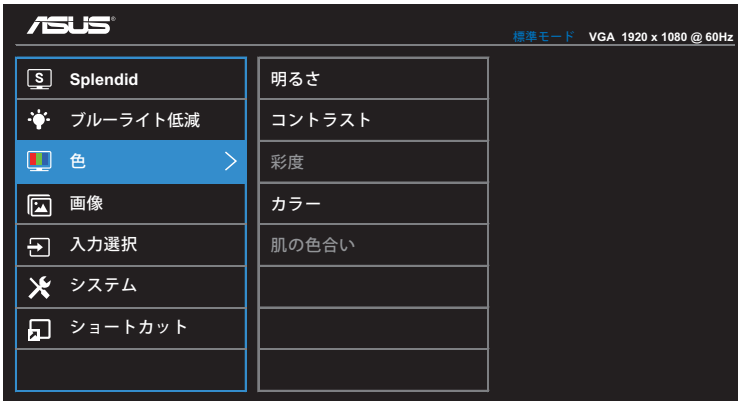 ASUS®
標準モード VGA 1920 x 1080 @ 60Hz
S Splendid
ブルーライト低減
色
画像
入力選択
システム
ショートカット
明るさ
コントラスト
彩度
カラー
肌の色合い